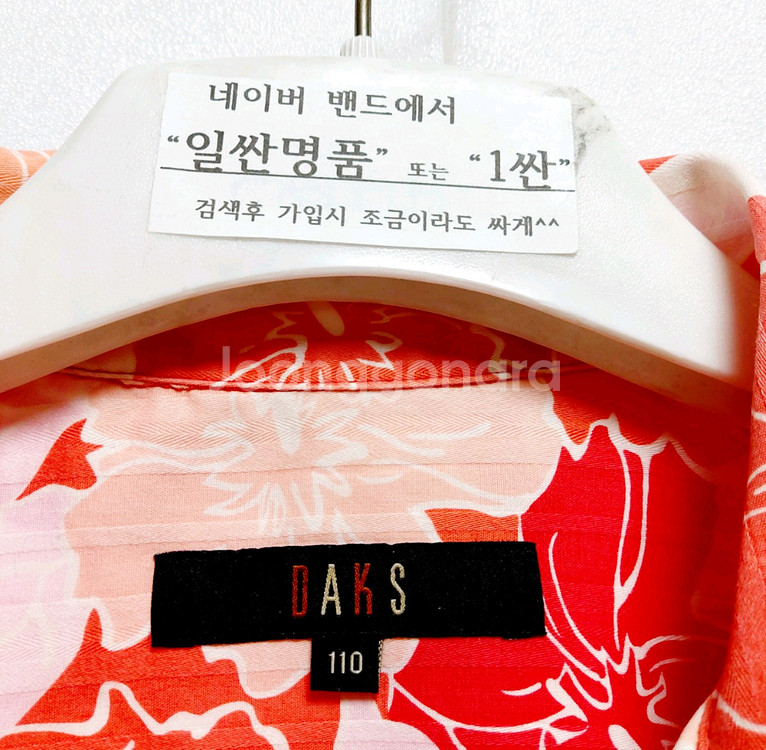 네이버 밴드에서
“일싼명품” 또는 “1싼”
검색후 가입시 조금이라도 싸게^^
joonggonara
DAKS
110